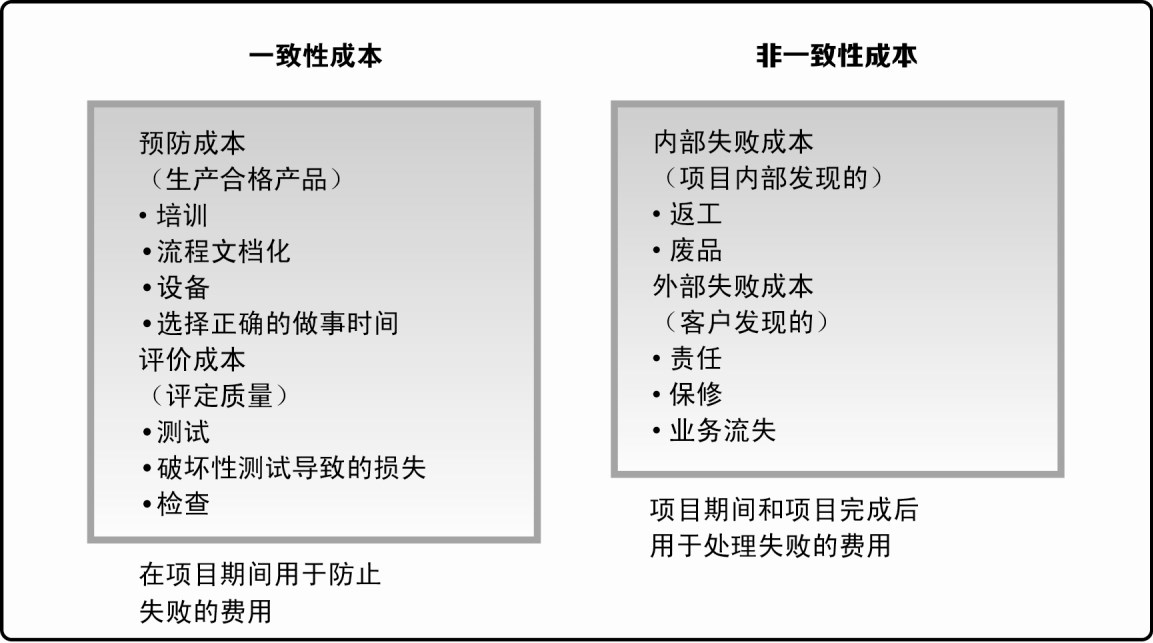 一致性成本
预防成本
（生产合格产品）
• 培训
•流程文档化
•设备
•选择正确的做事时间
评价成本
（评定质量）
•测试
•破坏性测试导致的损失
•检查
在项目期间用于防止
失败的费用
非一致性成本
内部失败成本
（项目内部发现的）
• 返工
• 废品
外部失败成本
（客户发现的）
• 责任
• 保修
• 业务流失
项目期间和项目完成后
用于处理失败的费用